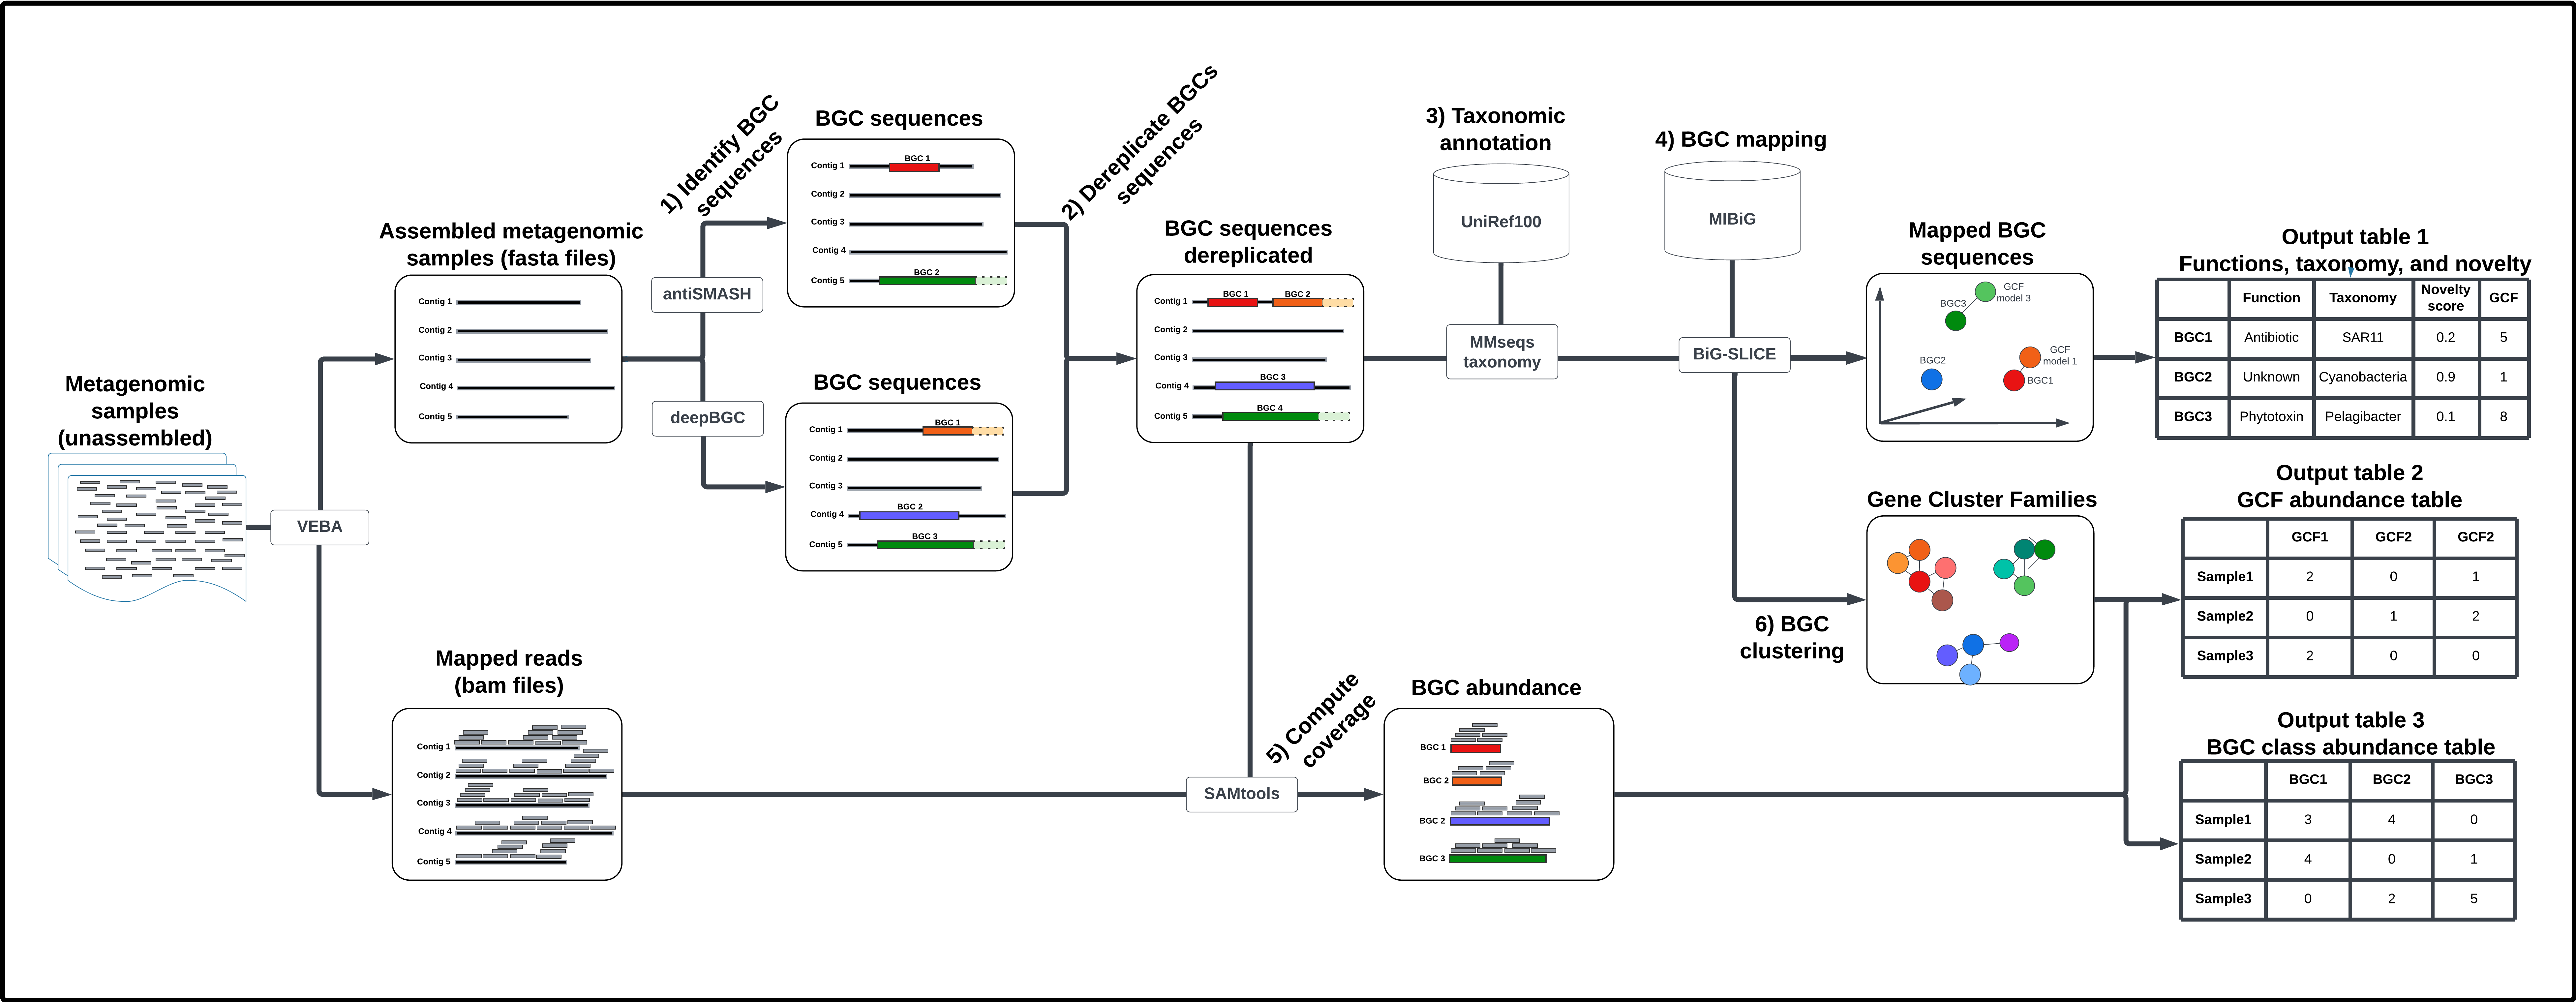 Metagenomic
samples
(unassembled)
VEBA
Assembled metagenomic
samples (fasta files)
Contig 1
Contig 2
Contig 3
Contig 4
Contig 5
Mapped reads
(bam files)
Contig 1
Contig 2
Contig 3
Contig 4
Contig 5
1) Identify BGC
sequences
antiSMASH
deepBGC
BGC sequences
BGC 1
Contig 1
Contig 2
Contig 3
Contig 4
BGC 2
Contig 5
BGC sequences
BGC 1
Contig 1
Contig 2
Contig 3
BGC 2
Contig 4
BGC 3
Contig 5
2) Dereplicate BGCs
sequences
BGC sequences
dereplicated
BGC 1 BGC 2
Contig 1
Contig 2
Contig 3
BGC 3
Contig 4
BGC 4
Contig 5
3) Taxonomic
annotation
UniRef100
MMseqs
taxonomy
4) BGC mapping
MIBiG
BiG-SLICE
SAMtools
5) Compute
coverage
BGC abundance
BGC 1
BGC 2
BGC 2
BGC 3
6) BGC
clustering
Mapped BGC
sequences
GCF
model 3
BGC3
GCF
model 1
BGC2
BGC1
Gene Cluster Families
Output table 1
Functions, taxonomy, and novelty
Function Taxonomy Novelty score GCF
BGC1 Antibiotic SAR11 0.2 5
BGC2 Unknown Cyanobacteria 0.9 1
BGC3 Phytotoxin Pelagibacter 0.1 8
Output table 2
GCF abundance table
GCF1 GCF2 GCF2
Sample1 2 0 1
Sample2 0 1 2
Sample3 2 0 0
Output table 3
BGC class abundance table
BGC1 BGC2 BGC3
Sample1 3 4 0
Sample2 4 0 1
Sample3 0 2 5